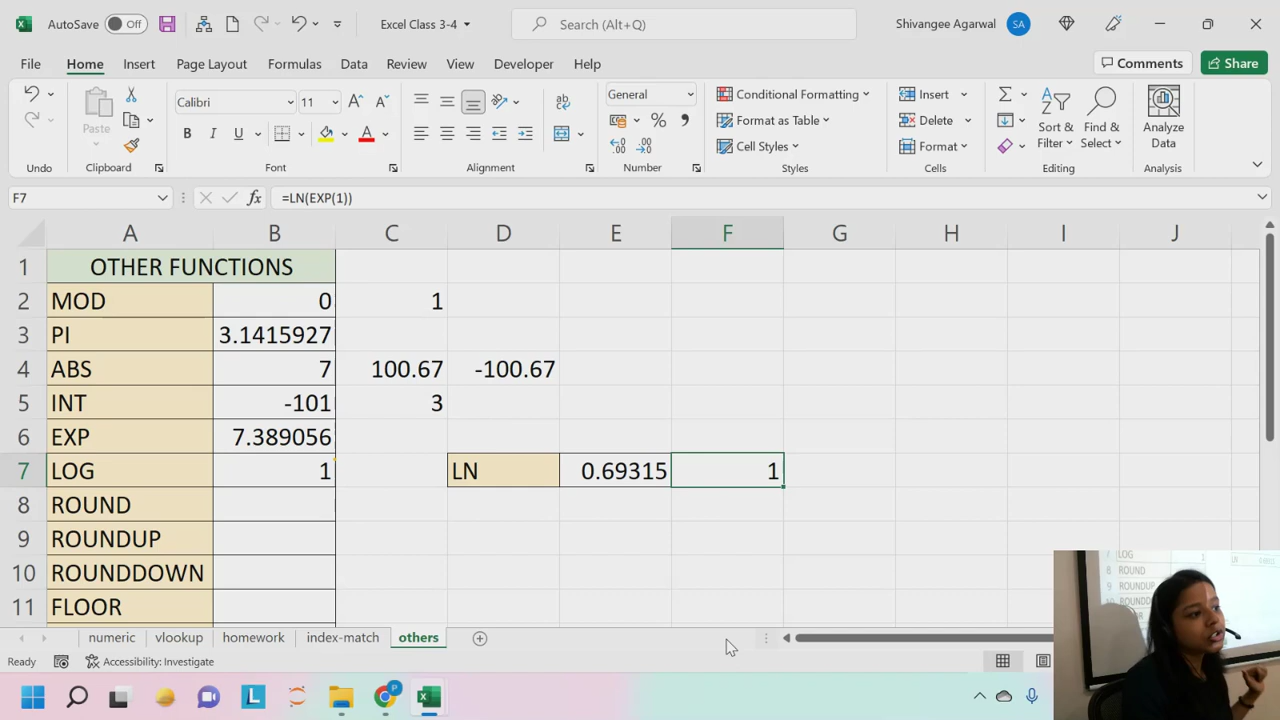 AutoSave Off Excel Class 3-4 Search (Alt+Q) Shivangee Agarwal SA
File Home Insert Page Layout Formulas Data Review View Developer Help Comments Share
Paste
Calibri 11
General
Conditional Formatting
Format as Table
Cell Styles
Insert
Delete
Format
Sort & Filter
Find & Select
Analyze Data
Undo Clipboard Font Alignment Number Styles Cells Editing Analysis
F7 fx =LN(EXP(1))
A B C D E F G H I J
1 OTHER FUNCTIONS
2 MOD 0 1
3 PI 3.1415927
4 ABS 7 100.67 -100.67
5 INT -101 3
6 EXP 7.389056
7 LOG 1 LN 0.69315 1
8 ROUND
9 ROUNDUP
10 ROUNDDOWN
11 FLOOR
numeric vlookup homework index-match others
Ready Accessibility: Investigate